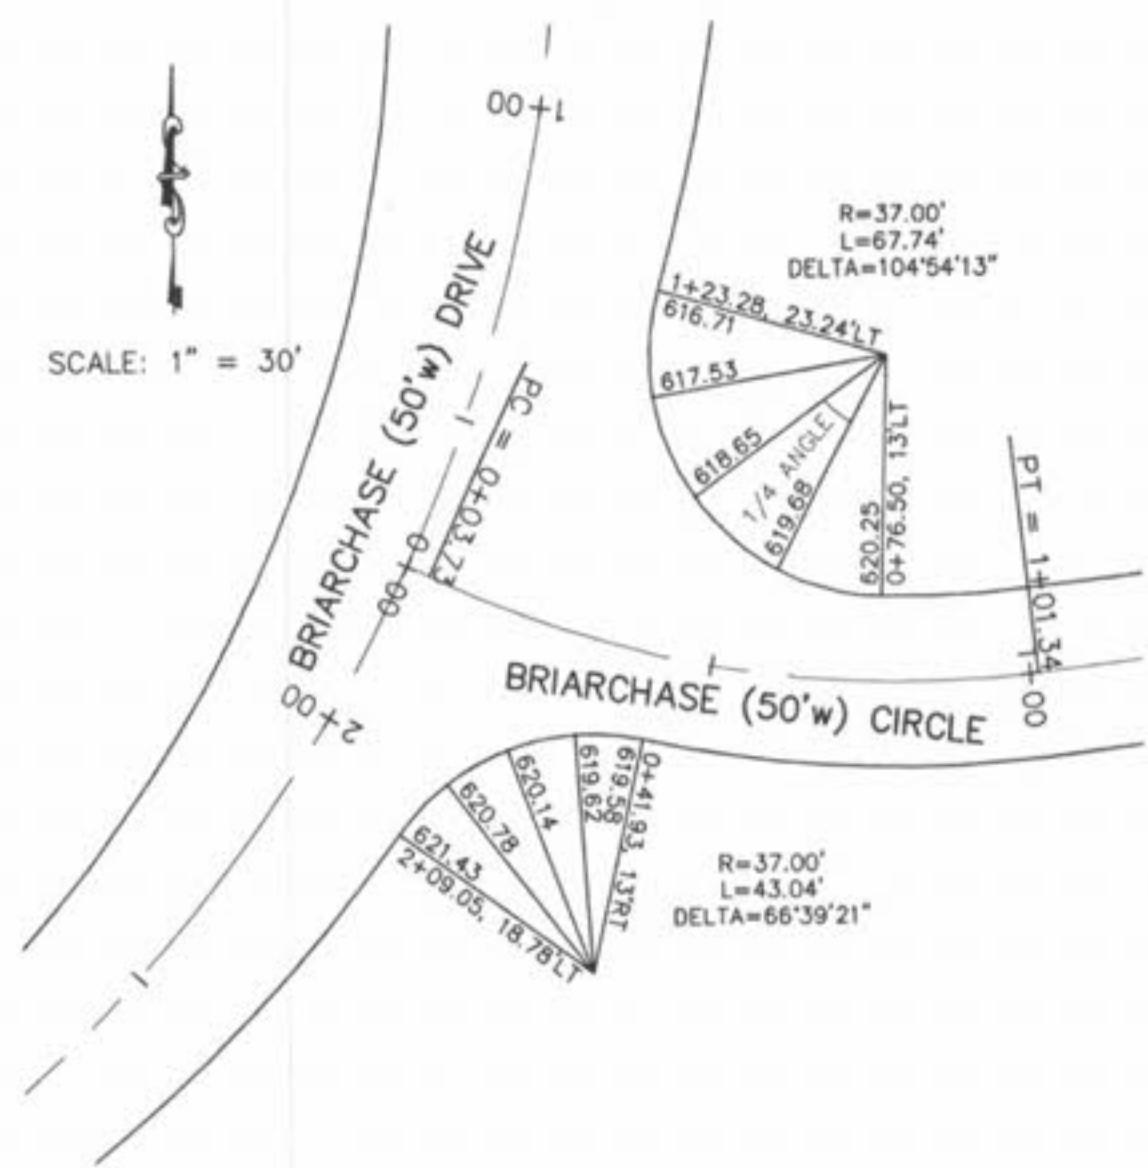 1+00
R=37.00'
L=67.74'
DELTA=104°54'13"
SCALE: 1" = 30'
BRIARCHASE (50'w) DRIVE
1+23.28, 23.24'LT
616.71
617.53
618.65
1/4 ANGLE
619.68
620.25
0+76.50, 13'LT
PC = 0+03.73
0+00
PT = 1+01.34
1+00
BRIARCHASE (50'w) CIRCLE
2+00
0+41.93, 13'RT
619.58
619.62
620.14
620.78
621.43
2+09.05, 18.78'LT
R=37.00'
L=43.04'
DELTA=66°39'21"